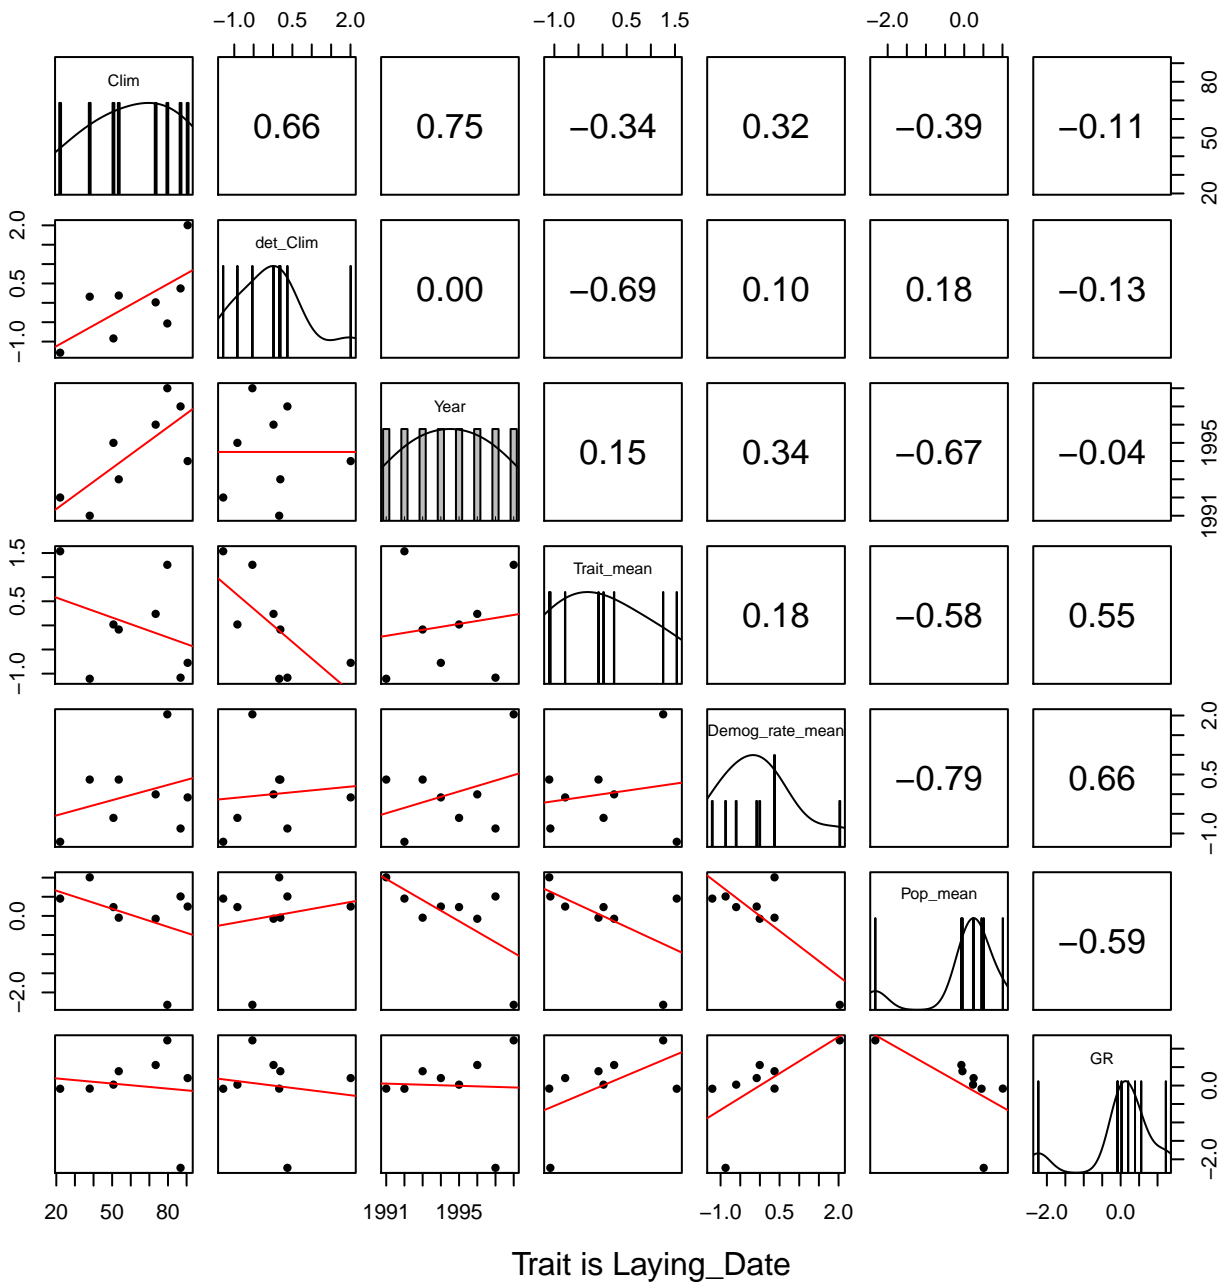 −1.0 0.5 2.0 −1.0 0.5 1.5 −2.0 0.0
Clim 0.66 0.75 −0.34 0.32 −0.39 −0.11 20 50 80
−1.0 0.5 2.0 det_Clim 0.00 −0.69 0.10 0.18 −0.13
Year 0.15 0.34 −0.67 −0.04 1991 1995
−1.0 0.5 1.5 Trait_mean 0.18 −0.58 0.55
Demog_rate_mean −0.79 0.66 −1.0 0.5 2.0
−2.0 0.0 Pop_mean −0.59
GR −2.0 0.0
20 50 80 1991 1995 −1.0 0.5 2.0 −2.0 0.0
Trait is Laying_Date